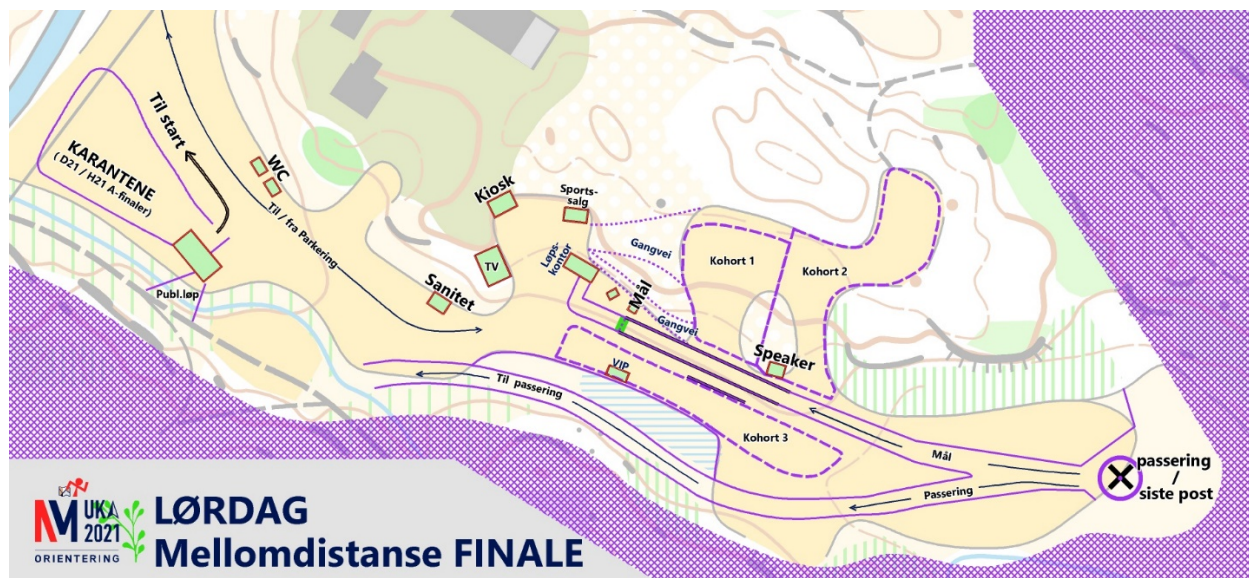 Til start
KARANTENE
( D21 / H21 A-finaler)
WC
Til / fra Parkering
Publ.løp
Sanitet
Kiosk
TV
Sports-
salg
Løps-
kontor
Gangvei
Mål
Gangvei
Kohort 1
Kohort 2
Speaker
VIP
Kohort 3
Til passering
Mål
Passering
passering
/
siste post
NM UKA
2021
ORIENTERING
LØRDAG
Mellomdistanse FINALE